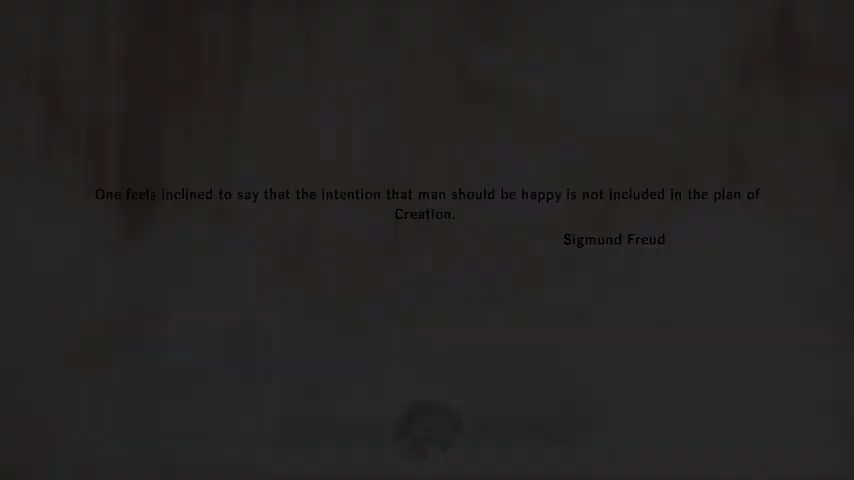 One feels inclined to say that the intention that man should be happy is not included in the plan of
Creation.
Sigmund Freud